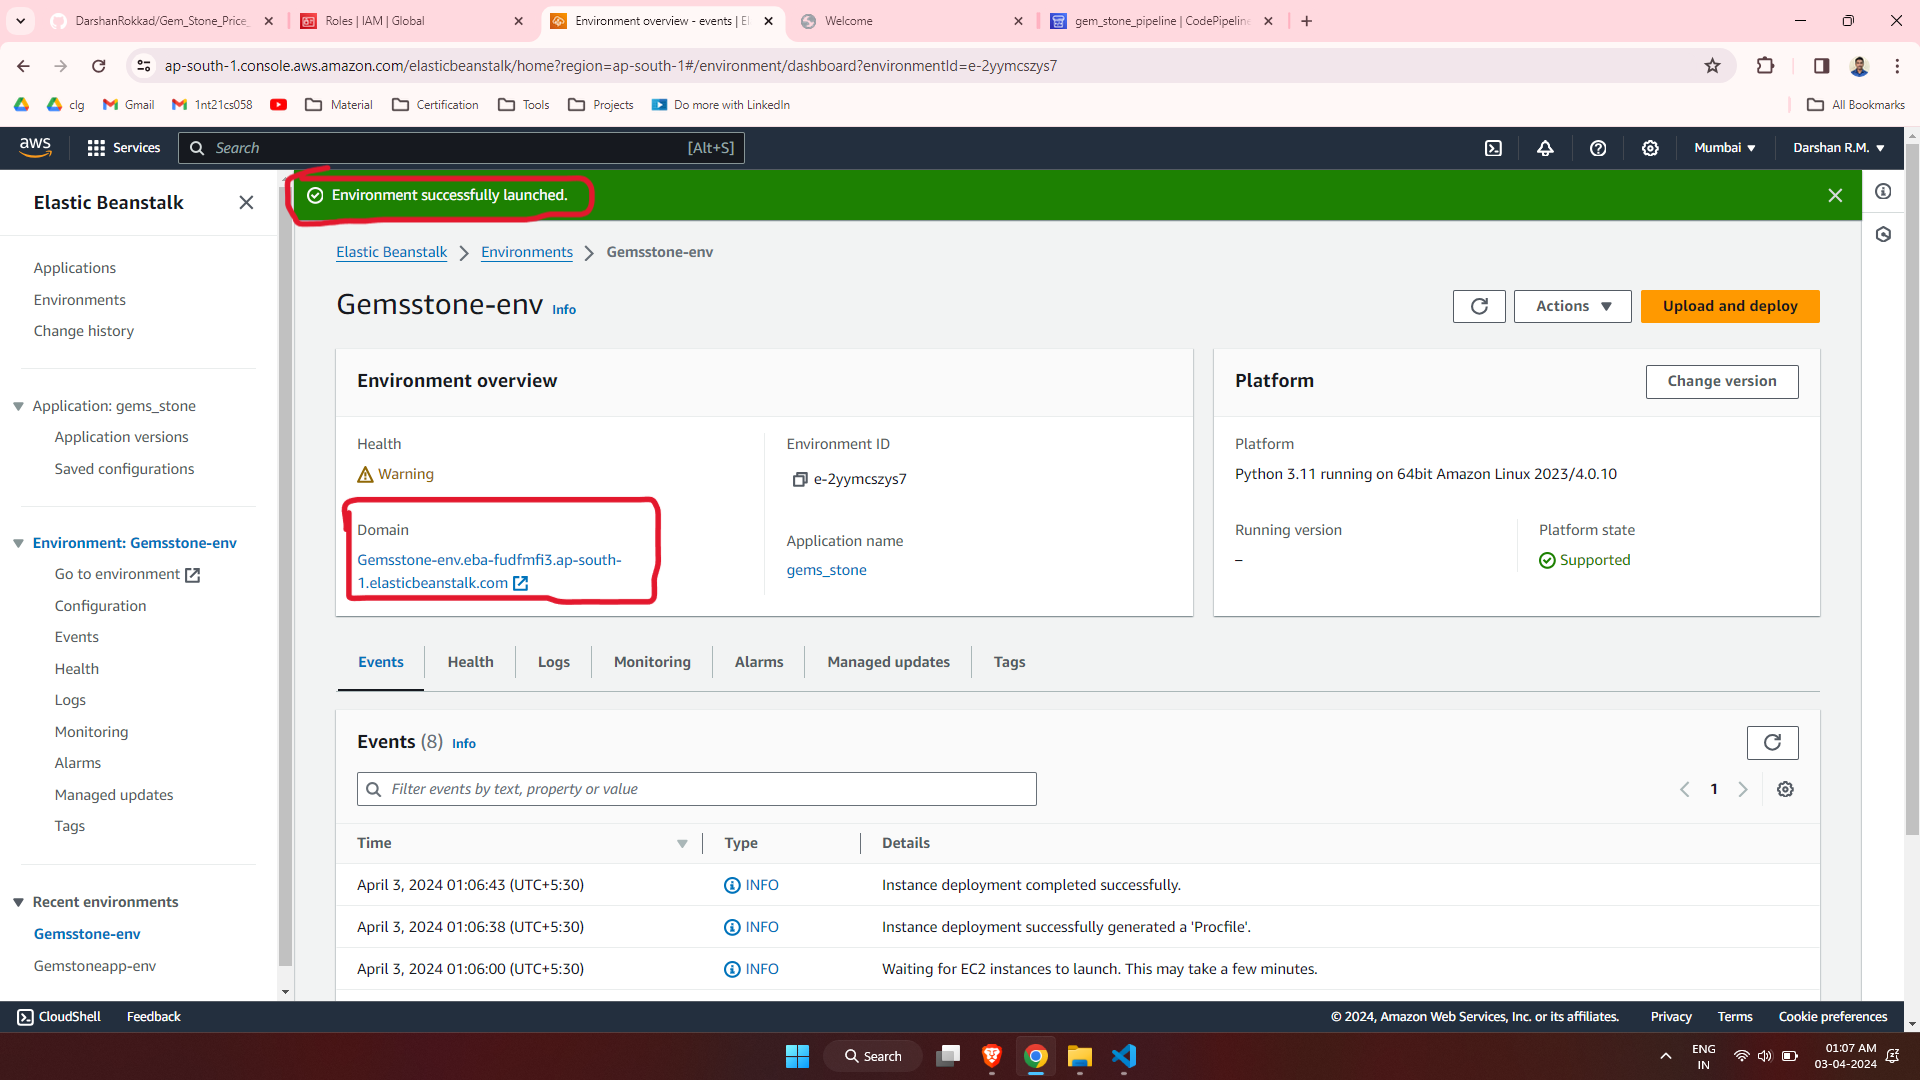 DarshanRokkad/Gem_Stone_Price_
Roles | IAM | Global
Environment overview - events | El
Welcome
gem_stone_pipeline | CodePipeline
ap-south-1.console.aws.amazon.com/elasticbeanstalk/home?region=ap-south-1#/environment/dashboard?environmentId=e-2yymcszys7
clg
Gmail
1nt21cs058
Material
Certification
Tools
Projects
Do more with LinkedIn
All Bookmarks
aws
Services
Search
[Alt+S]
Mumbai
Darshan R.M.
Elastic Beanstalk
Applications
Environments
Change history
Application: gems_stone
Application versions
Saved configurations
Environment: Gemsstone-env
Go to environment
Configuration
Events
Health
Logs
Monitoring
Alarms
Managed updates
Tags
Recent environments
Gemsstone-env
Gemstoneapp-env
Environment successfully launched.
Elastic Beanstalk
Environments
Gemsstone-env
Gemsstone-env Info
Actions
Upload and deploy
Environment overview
Health
Warning
Domain
Gemsstone-env.eba-fudfmfi3.ap-south-
1.elasticbeanstalk.com
Environment ID
e-2yymcszys7
Application name
gems_stone
Platform
Change version
Platform
Python 3.11 running on 64bit Amazon Linux 2023/4.0.10
Running version
–
Platform state
Supported
Events
Health
Logs
Monitoring
Alarms
Managed updates
Tags
Events (8) Info
Filter events by text, property or value
1
Time
Type
Details
April 3, 2024 01:06:43 (UTC+5:30)
INFO
Instance deployment completed successfully.
April 3, 2024 01:06:38 (UTC+5:30)
INFO
Instance deployment successfully generated a 'Procfile'.
April 3, 2024 01:06:00 (UTC+5:30)
INFO
Waiting for EC2 instances to launch. This may take a few minutes.
CloudShell
Feedback
© 2024, Amazon Web Services, Inc. or its affiliates.
Privacy
Terms
Cookie preferences
Search
ENG
IN
01:07 AM
03-04-2024